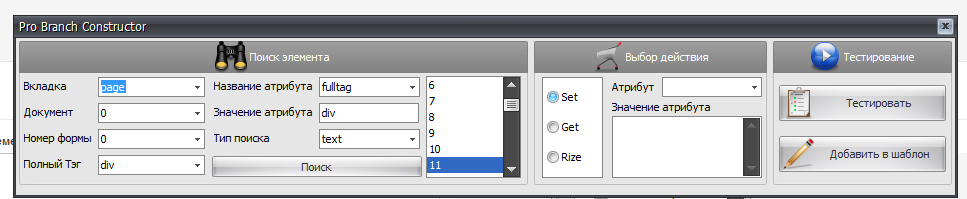 Pro Branch Constructor
Поиск элемента
Вкладка page
Документ 0
Номер формы 0
Полный Тэг div
Название атрибута fulltag
Значение атрибута div
Тип поиска text
Поиск
6
7
8
9
10
11
Выбор действия
Set
Get
Rize
Атрибут
Значение атрибута
Тестирование
Тестировать
Добавить в шаблон